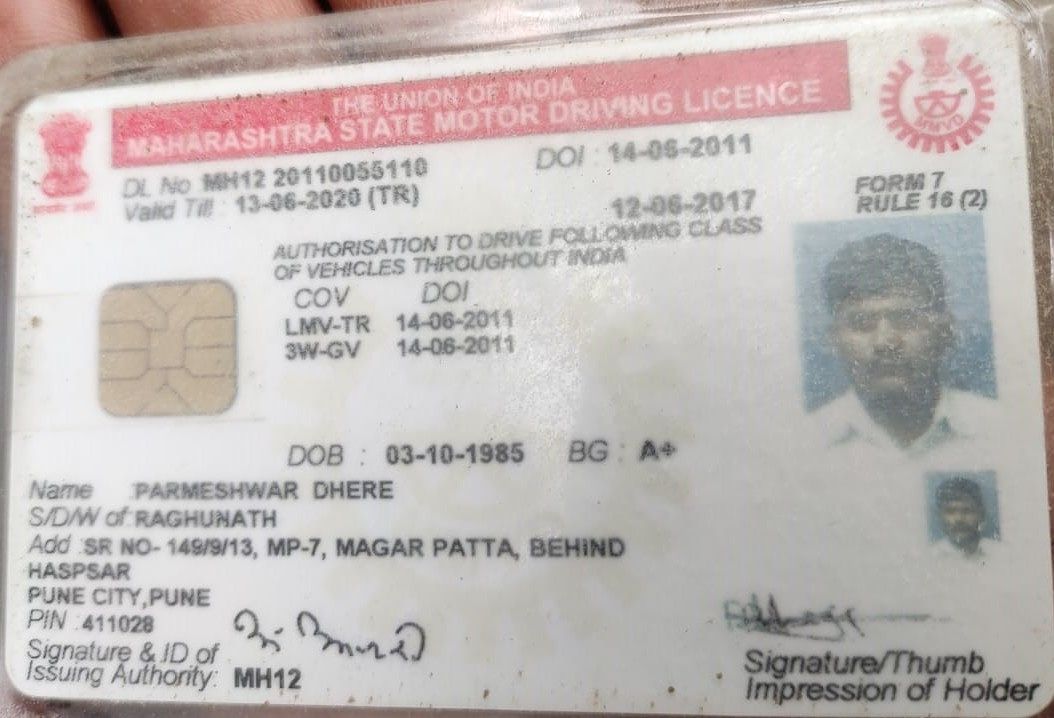 THE UNION OF INDIA
MAHARASHTRA STATE MOTOR DRIVING LICENCE
DL No MH12 20110055110 DOI : 14-06-2011
Valid Till : 13-06-2020 (TR) 12-06-2017
FORM 7
RULE 16 (2)
AUTHORISATION TO DRIVE FOLLOWING CLASS
OF VEHICLES THROUGHOUT INDIA
COV DOI
LMV-TR 14-06-2011
3W-GV 14-06-2011
DOB : 03-10-1985 BG : A+
Name : PARMESHWAR DHERE
S/D/W of : RAGHUNATH
Add : SR NO- 149/9/13, MP-7, MAGAR PATTA, BEHIND
HASPSAR
PUNE CITY,PUNE
PIN : 411028
Signature & ID of
Issuing Authority: MH12
Signature/Thumb
Impression of Holder